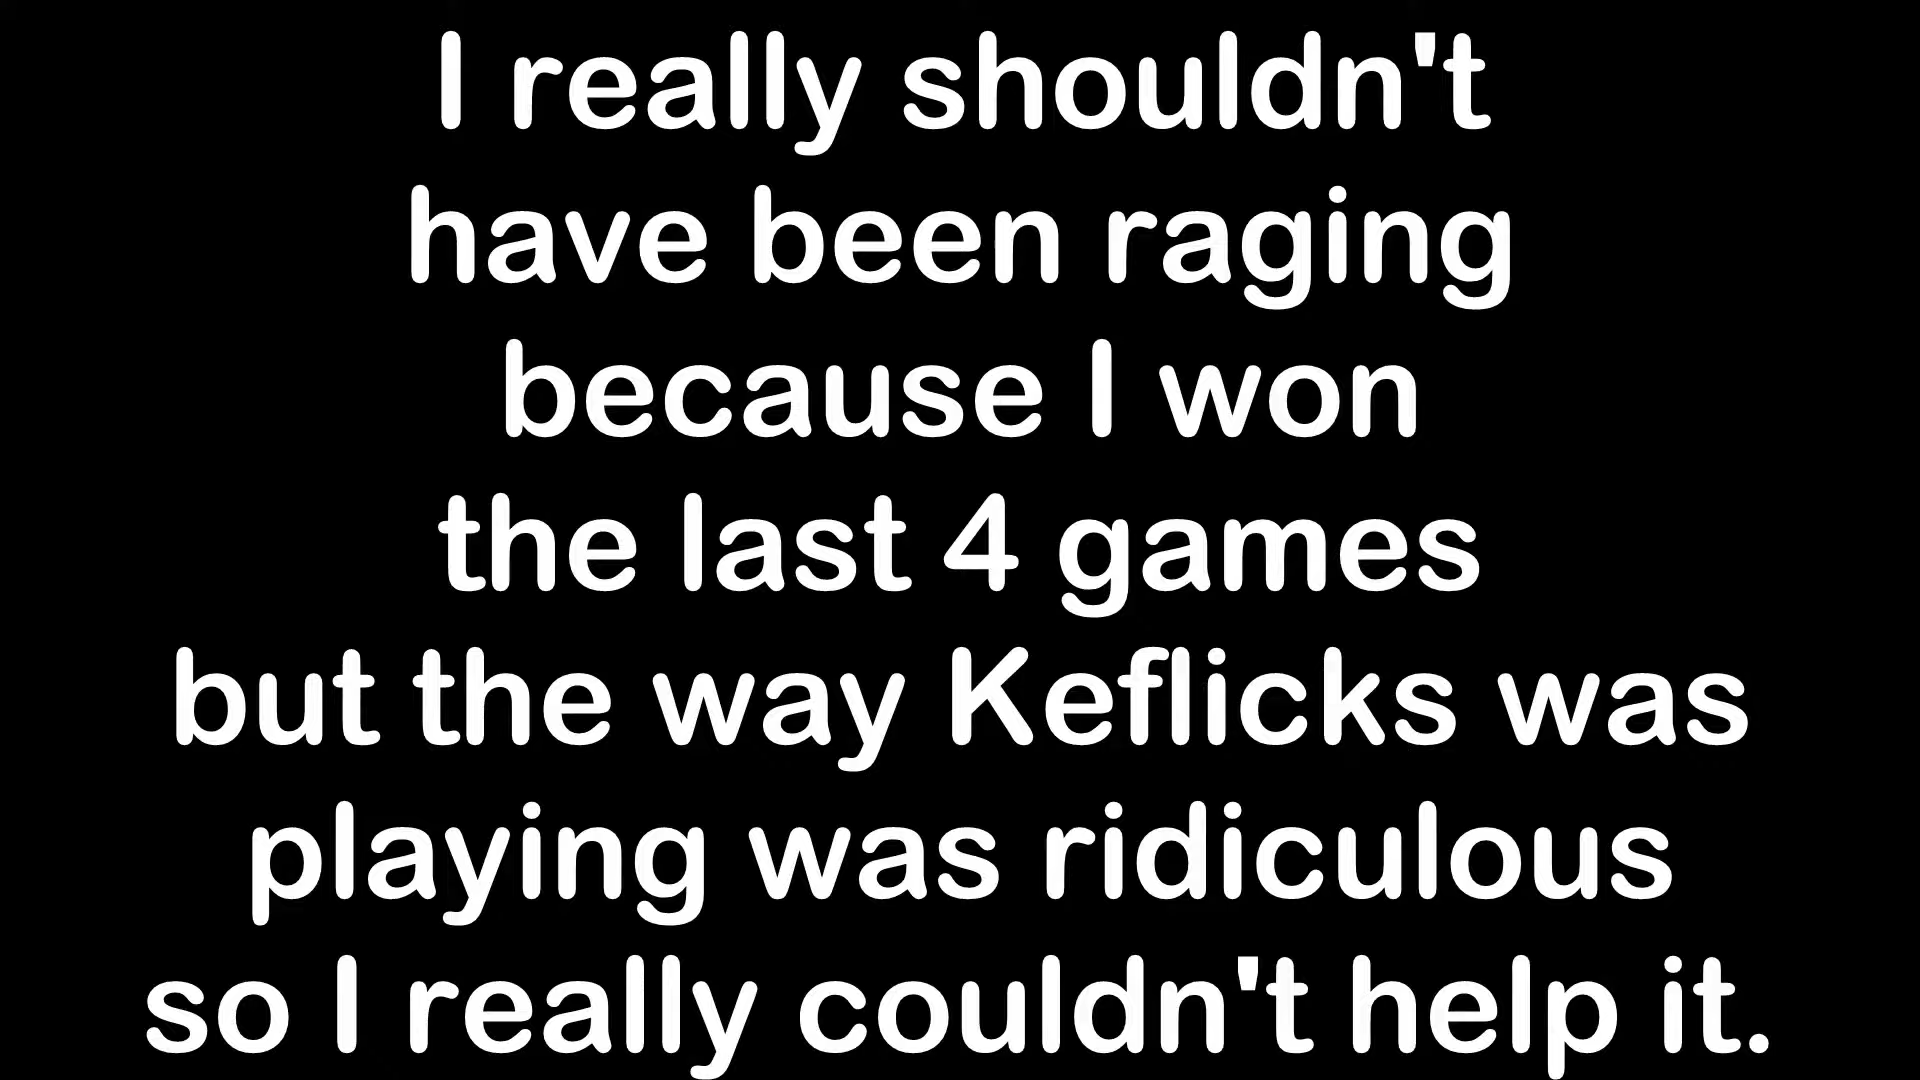 I really shouldn't
have been raging
because I won
the last 4 games
but the way Keflicks was
playing was ridiculous
so I really couldn't help it.